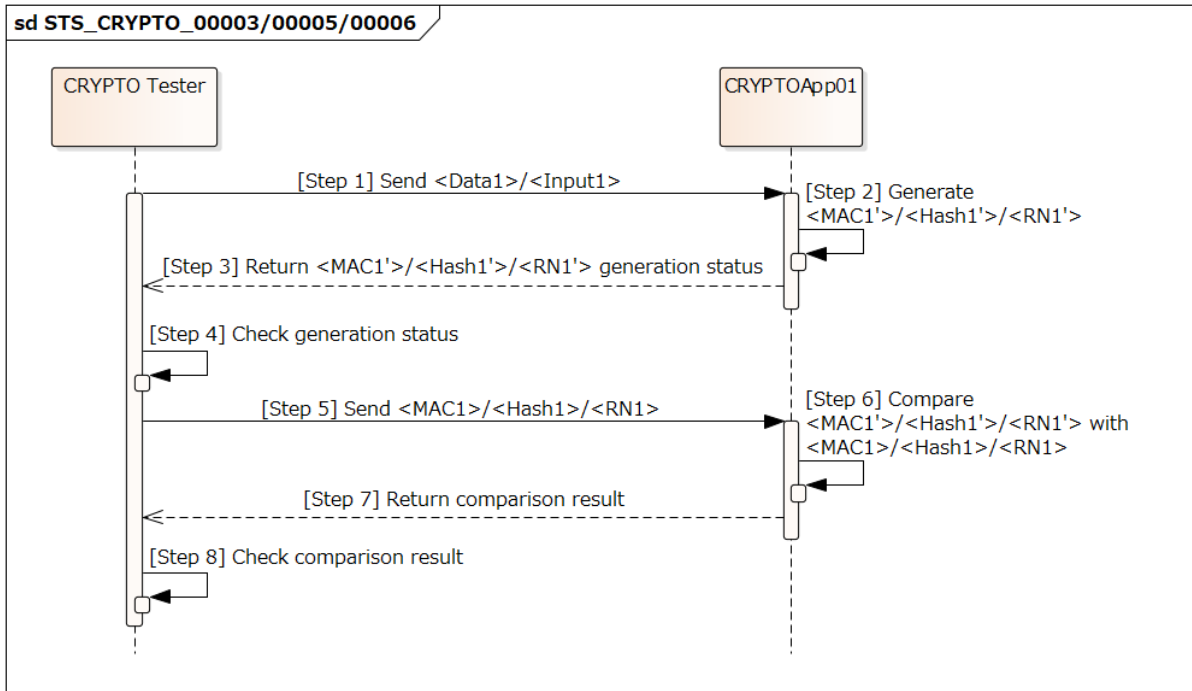 sd STS_CRYPTO_00003/00005/00006
CRYPTO Tester
CRYPTOApp01
[Step 1] Send <Data1>/<Input1>
[Step 2] Generate
<MAC1'>/<Hash1'>/<RN1'>
[Step 3] Return <MAC1'>/<Hash1'>/<RN1'> generation status
[Step 4] Check generation status
[Step 5] Send <MAC1>/<Hash1>/<RN1>
[Step 6] Compare
<MAC1'>/<Hash1'>/<RN1'> with
<MAC1>/<Hash1>/<RN1>
[Step 7] Return comparison result
[Step 8] Check comparison result